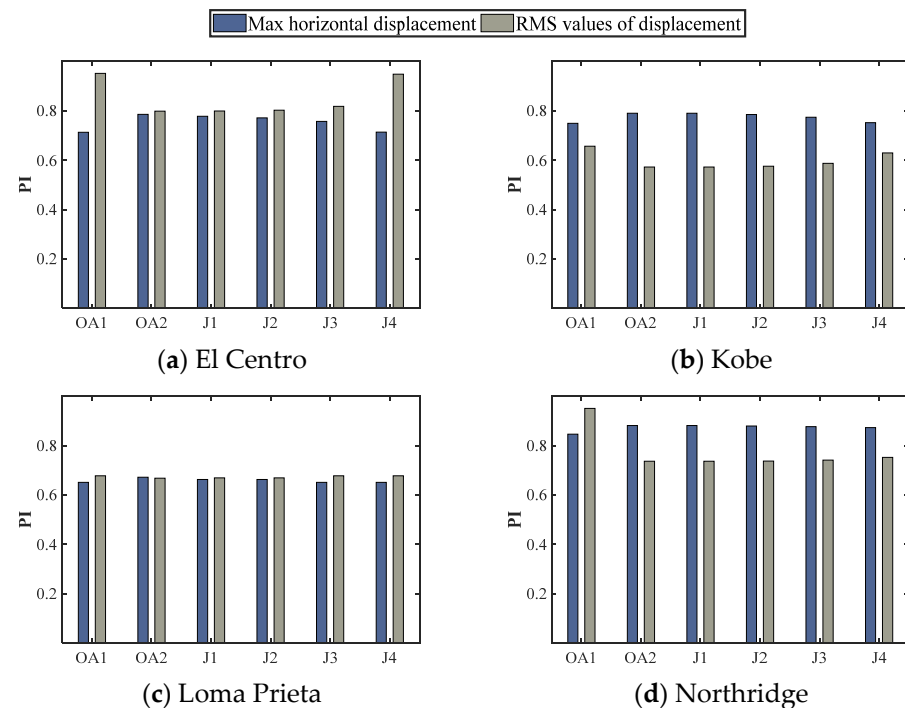 Max horizontal displacement RMS values of displacement
PI
0.8
0.6
0.4
0.2
OA1 OA2 J1 J2 J3 J4
(a) El Centro
PI
0.8
0.6
0.4
0.2
OA1 OA2 J1 J2 J3 J4
(b) Kobe
PI
0.8
0.6
0.4
0.2
OA1 OA2 J1 J2 J3 J4
(c) Loma Prieta
PI
0.8
0.6
0.4
0.2
OA1 OA2 J1 J2 J3 J4
(d) Northridge